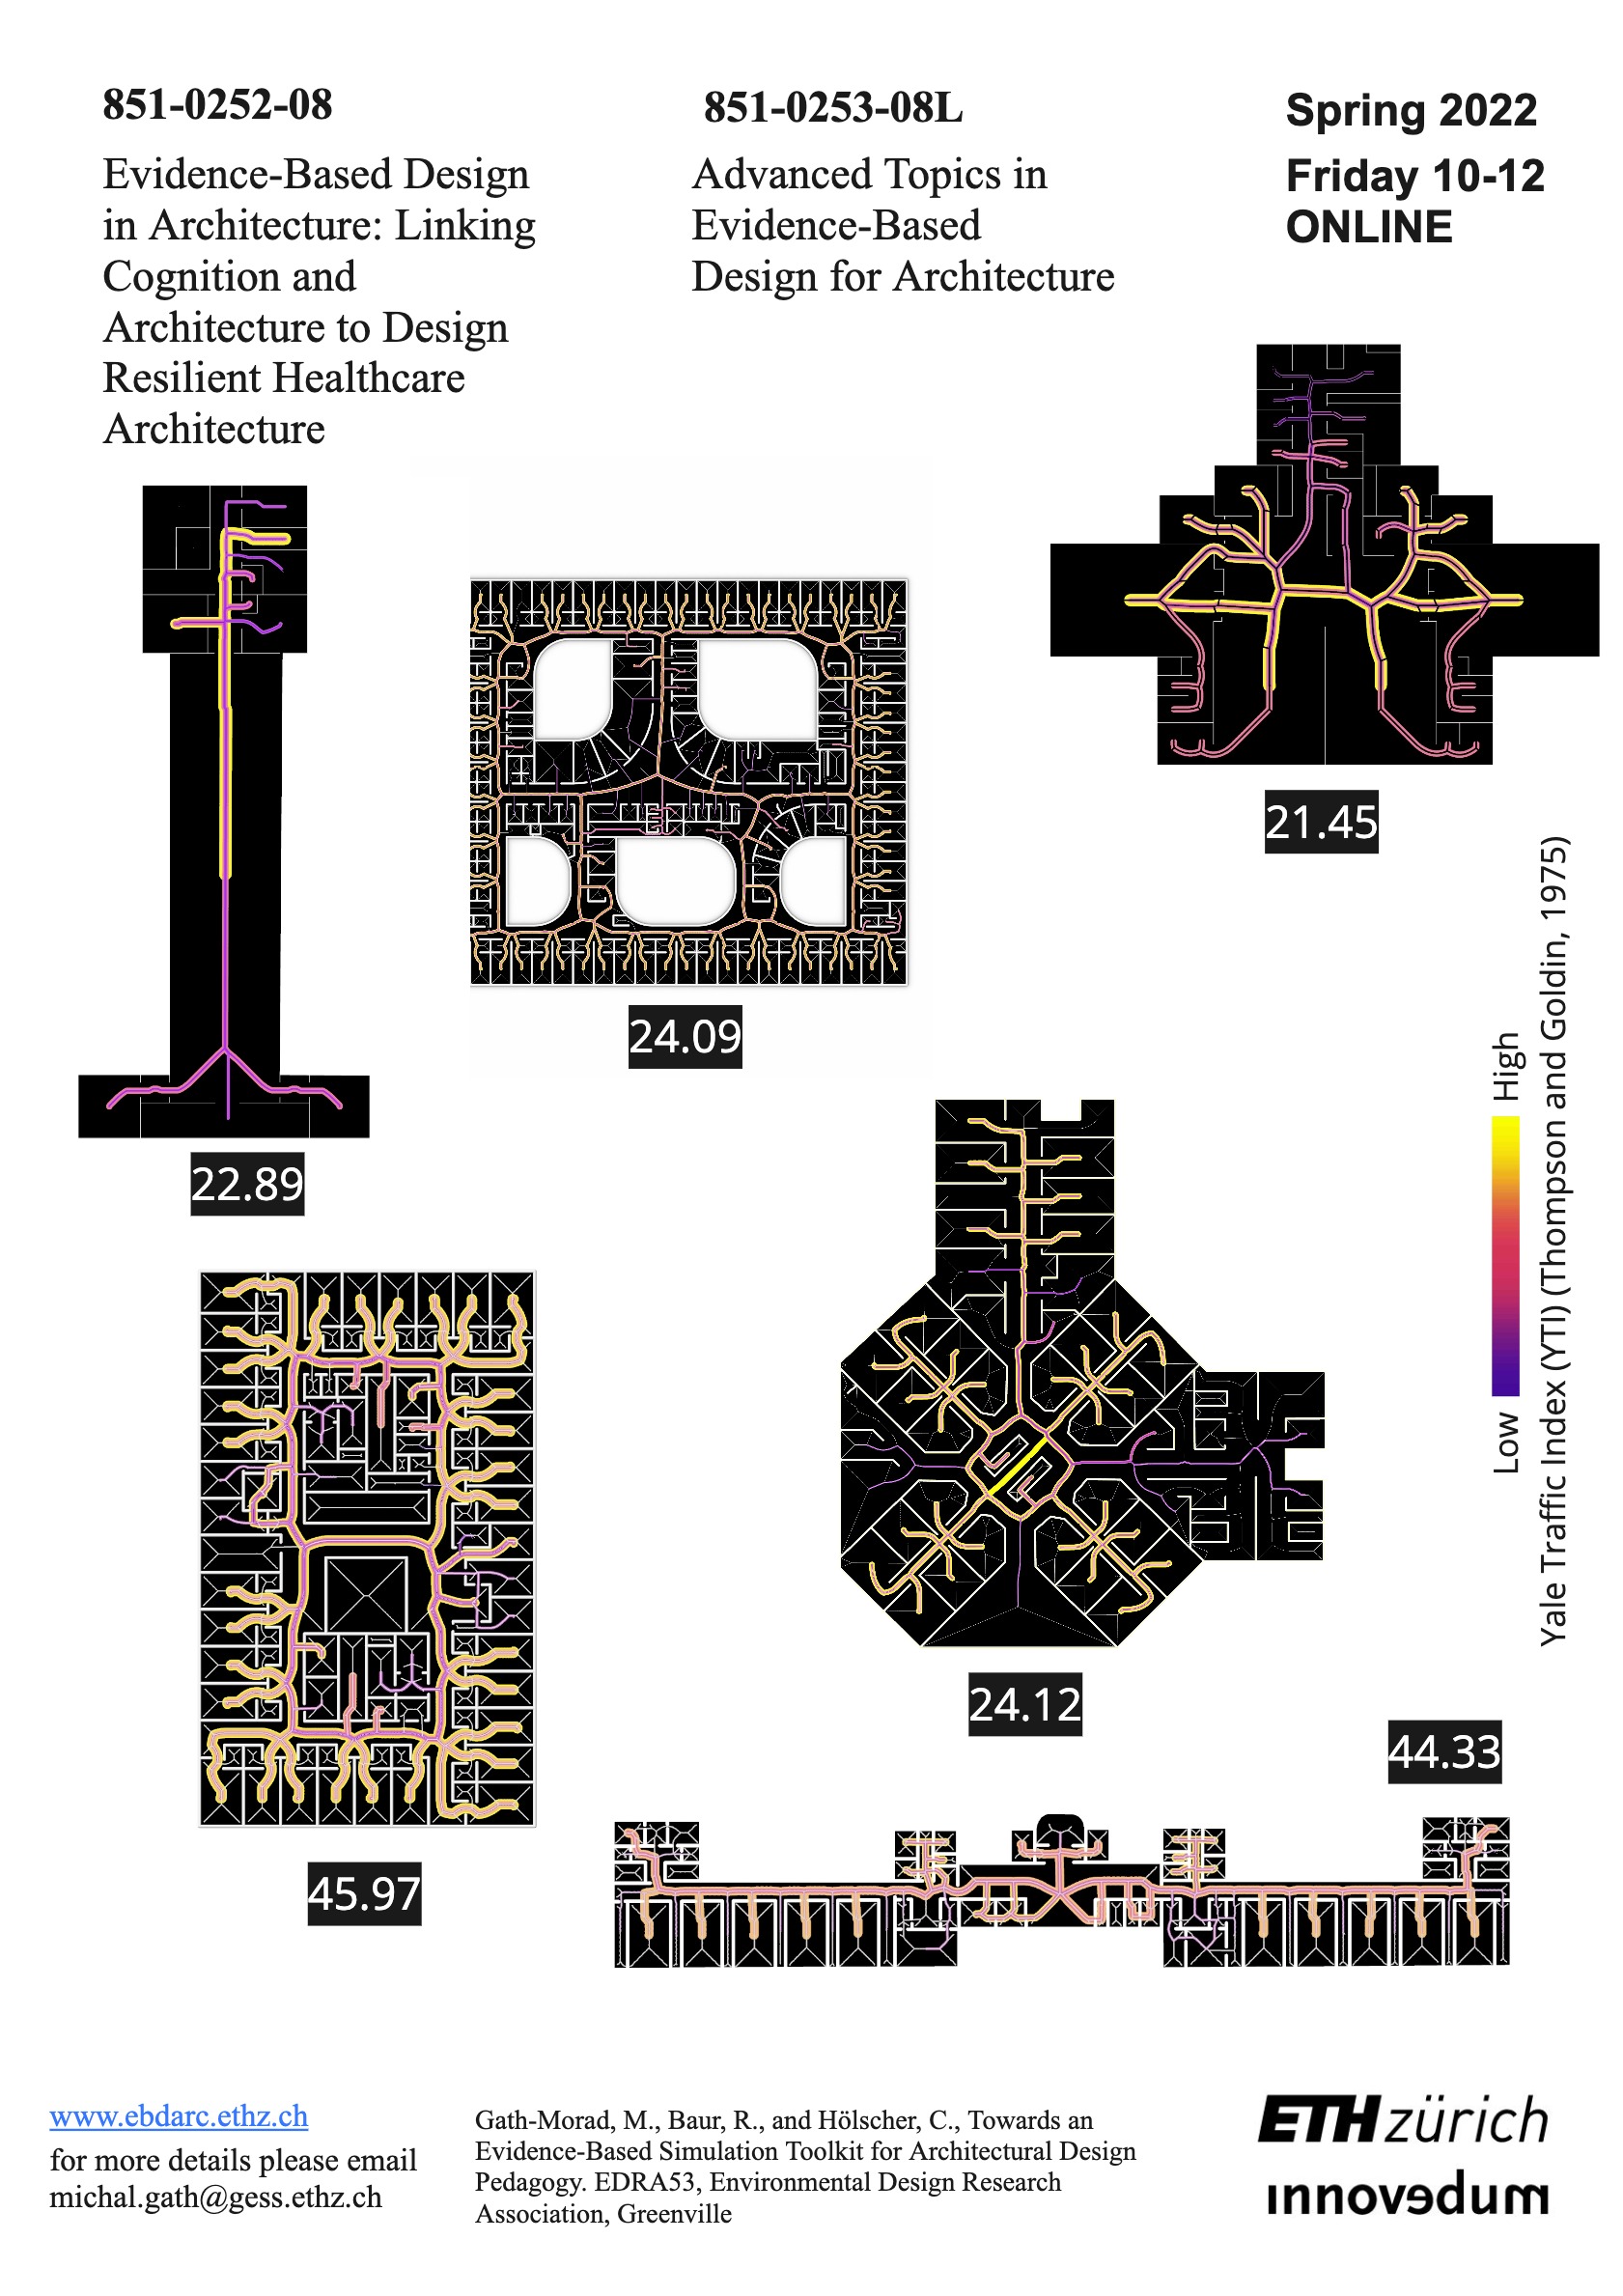 851-0252-08
Evidence-Based Design
in Architecture: Linking
Cognition and
Architecture to Design
Resilient Healthcare
Architecture
851-0253-08L
Advanced Topics in
Evidence-Based
Design for Architecture
Spring 2022
Friday 10-12
ONLINE
21.45
24.09
22.89
24.12
44.33
45.97
Low High
Yale Traffic Index (YTI) (Thompson and Goldin, 1975)
www.ebdarc.ethz.ch
for more details please email
michal.gath@gess.ethz.ch
Gath-Morad, M., Baur, R., and Hölscher, C., Towards an
Evidence-Based Simulation Toolkit for Architectural Design
Pedagogy. EDRA53, Environmental Design Research
Association, Greenville
ETH zürich
innovedum